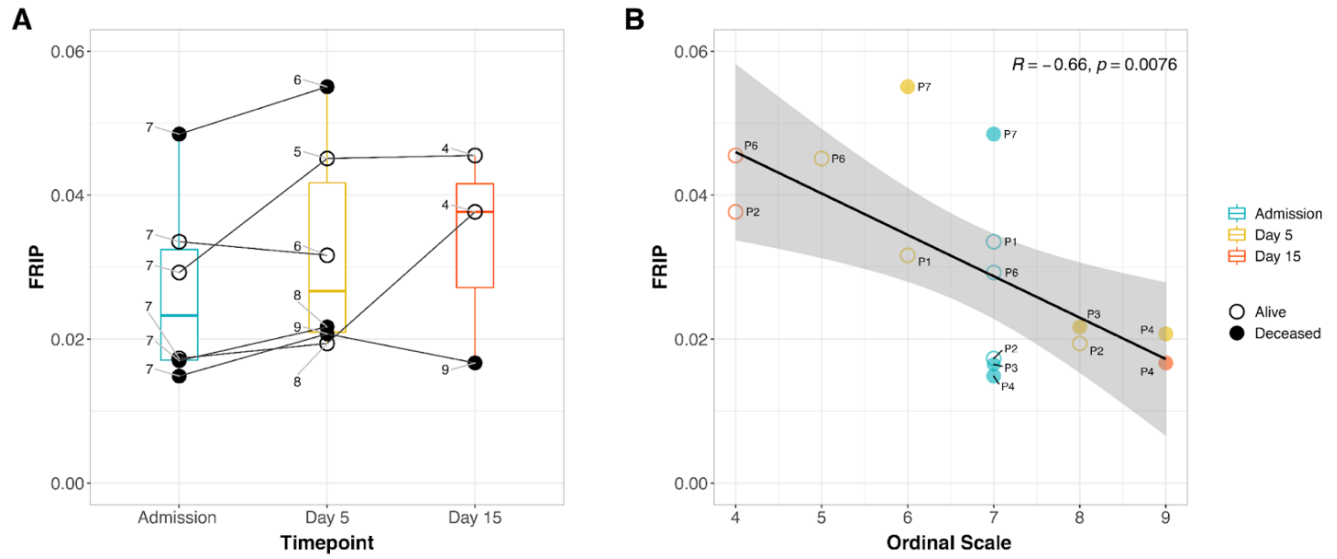 A
FRIP
0.06
0.04
0.02
0.00
7
7
7
7
7
7
6
5
6
8
9
8
4
4
9
Admission
Day 5
Day 15
Timepoint
B
FRIP
0.06
0.04
0.02
0.00
R = −0.66, p = 0.0076
P7
P7
P6
P6
P2
P1
P1
P6
P3
P4
P2
P2
P3
P4
P4
4
5
6
7
8
9
Ordinal Scale
Admission
Day 5
Day 15
Alive
Deceased